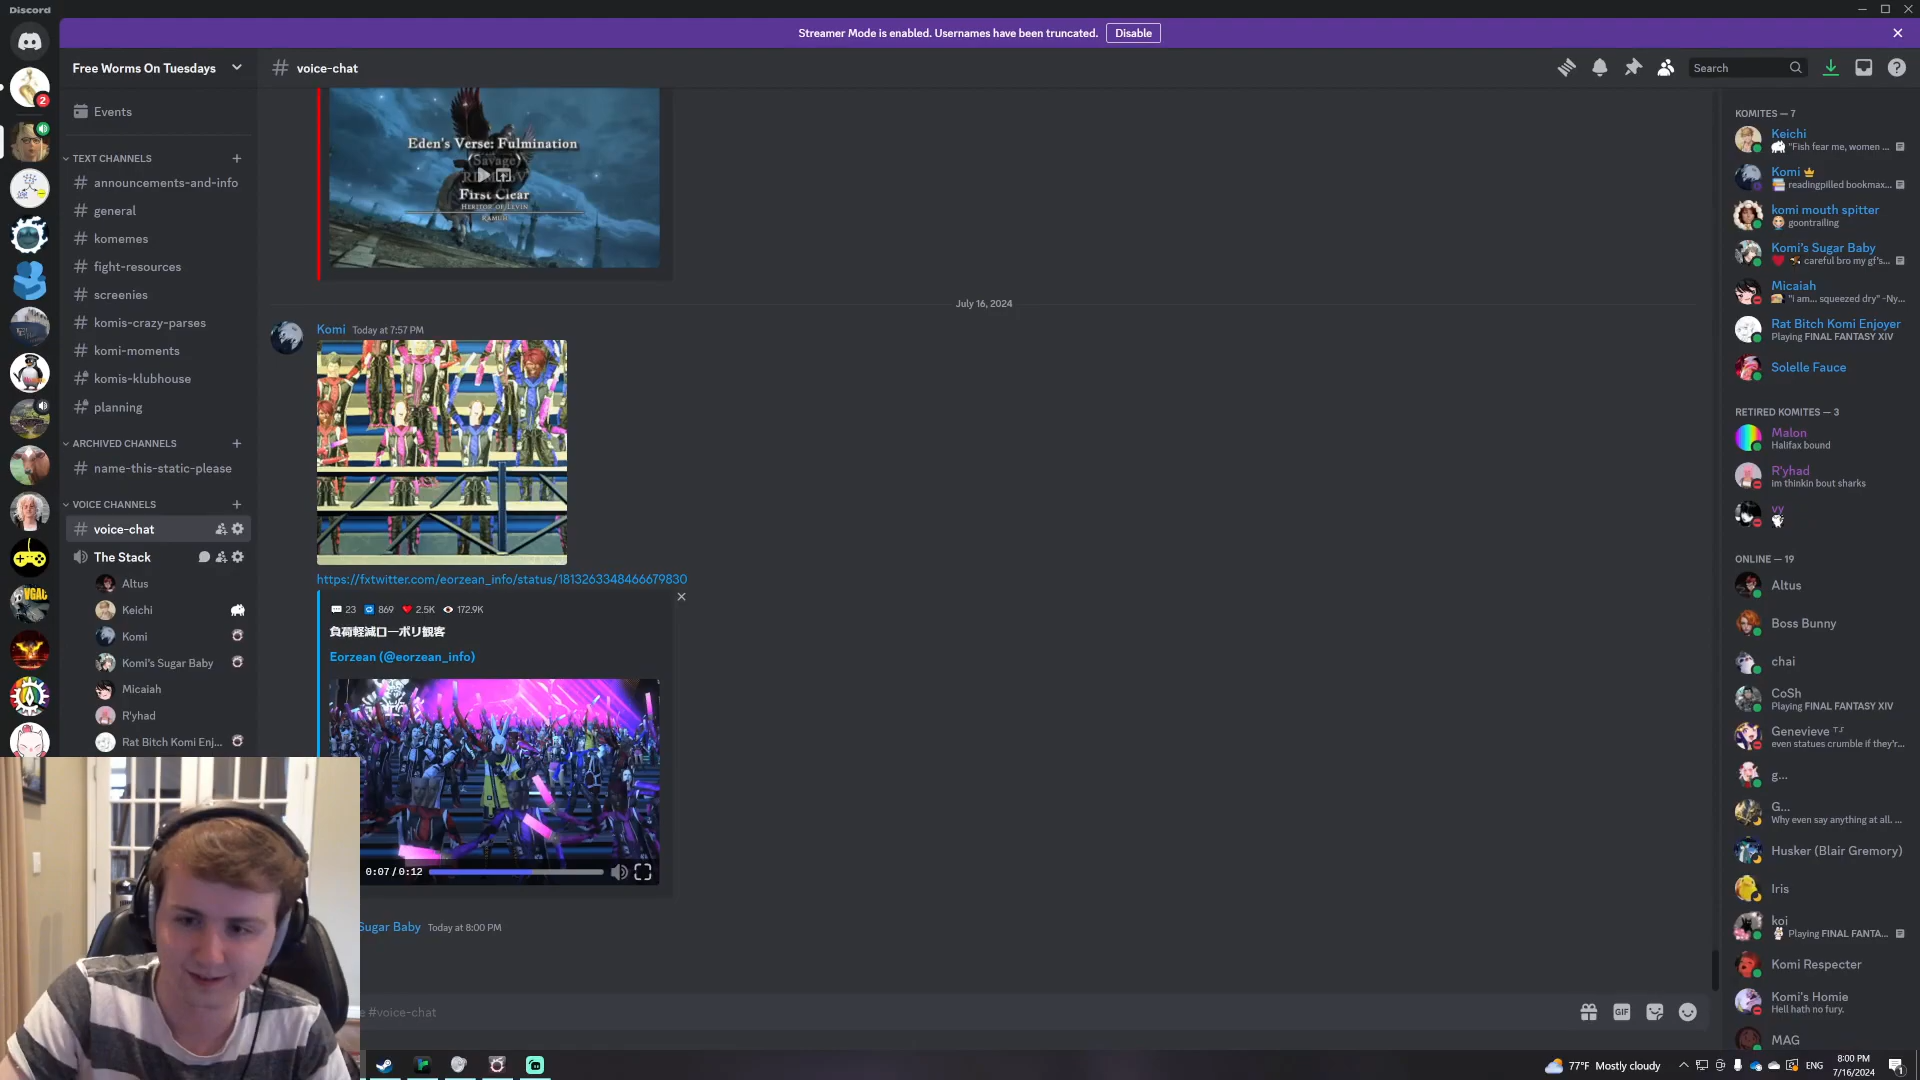 Discord
Streamer Mode is enabled. Usernames have been truncated.
Disable
Free Worms On Tuesdays
voice-chat
Search
2
Events
TEXT CHANNELS
announcements-and-info
general
komemes
fight-resources
screenies
komis-crazy-parses
komi-moments
komis-klubhouse
planning
ARCHIVED CHANNELS
name-this-static-please
VOICE CHANNELS
voice-chat
The Stack
Altus
Keichi
Komi
Komi's Sugar Baby
Micaiah
R'yhad
Rat Bitch Komi Enj...
Eden's Verse: Fulmination
(Savage)
First Clear
Heritor of Levin
July 16, 2024
Komi Today at 7:57 PM
https://fxtwitter.com/eorzean_info/status/1813263348466679830
23 869 2.5K 172.9K
負荷軽減ローポリ観客
Eorzean (@eorzean_info)
0:07 / 0:12
Sugar Baby Today at 8:00 PM
#voice-chat
GIF
KOMITES — 7
Keichi
"Fish fear me, women ...
Komi
readingpilled bookmax...
komi mouth spitter
goontrailing
Komi's Sugar Baby
careful bro my gf's...
Micaiah
"I am... squeezed dry" -Ny...
Rat Bitch Komi Enjoyer
Playing FINAL FANTASY XIV
Solelle Fauce
RETIRED KOMITES — 3
Malon
Halifax bound
R'yhad
im thinkin bout sharks
vy
ONLINE — 19
Altus
Boss Bunny
chai
CoSh
Playing FINAL FANTASY XIV
Genevieve
even statues crumble if they'r...
g...
G...
Why even say anything at all. ...
Husker (Blair Gremory)
Iris
koi
Playing FINAL FANTA...
Komi Respecter
Komi's Homie
Hell hath no fury.
MAG
77°F Mostly cloudy
ENG
8:00 PM
7/16/2024
1